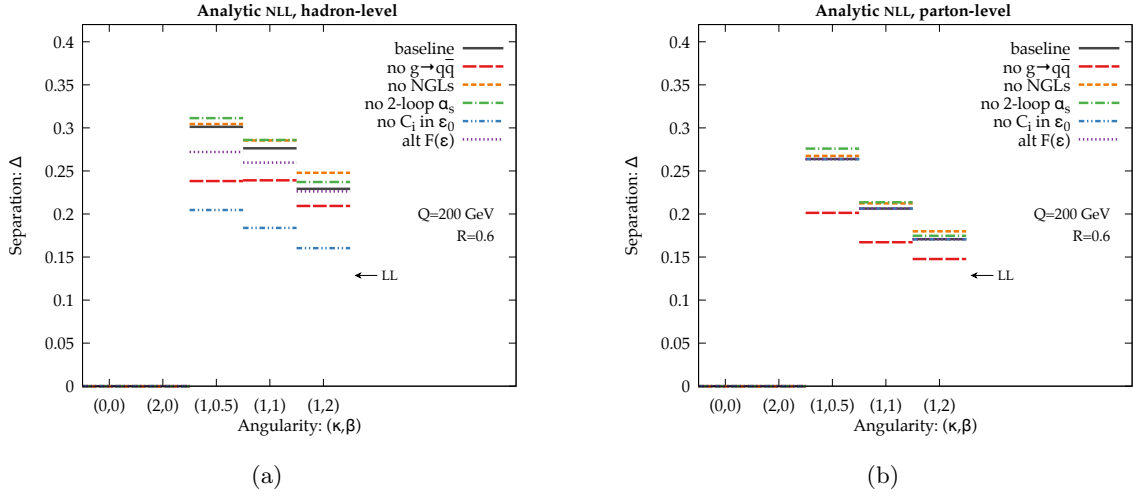 Analytic NLL, hadron-level
Separation: Δ
0.4
0.35
0.3
0.25
0.2
0.15
0.1
0.05
0
baseline
no g→qq̅
no NGLs
no 2-loop αs
no Ci in ε0
alt F(ε)
Q=200 GeV
R=0.6
LL
(0,0) (2,0) (1,0.5) (1,1) (1,2)
Angularity: (κ,β)
(a)
Analytic NLL, parton-level
Separation: Δ
0.4
0.35
0.3
0.25
0.2
0.15
0.1
0.05
0
baseline
no g→qq̅
no NGLs
no 2-loop αs
no Ci in ε0
alt F(ε)
Q=200 GeV
R=0.6
LL
(0,0) (2,0) (1,0.5) (1,1) (1,2)
Angularity: (κ,β)
(b)